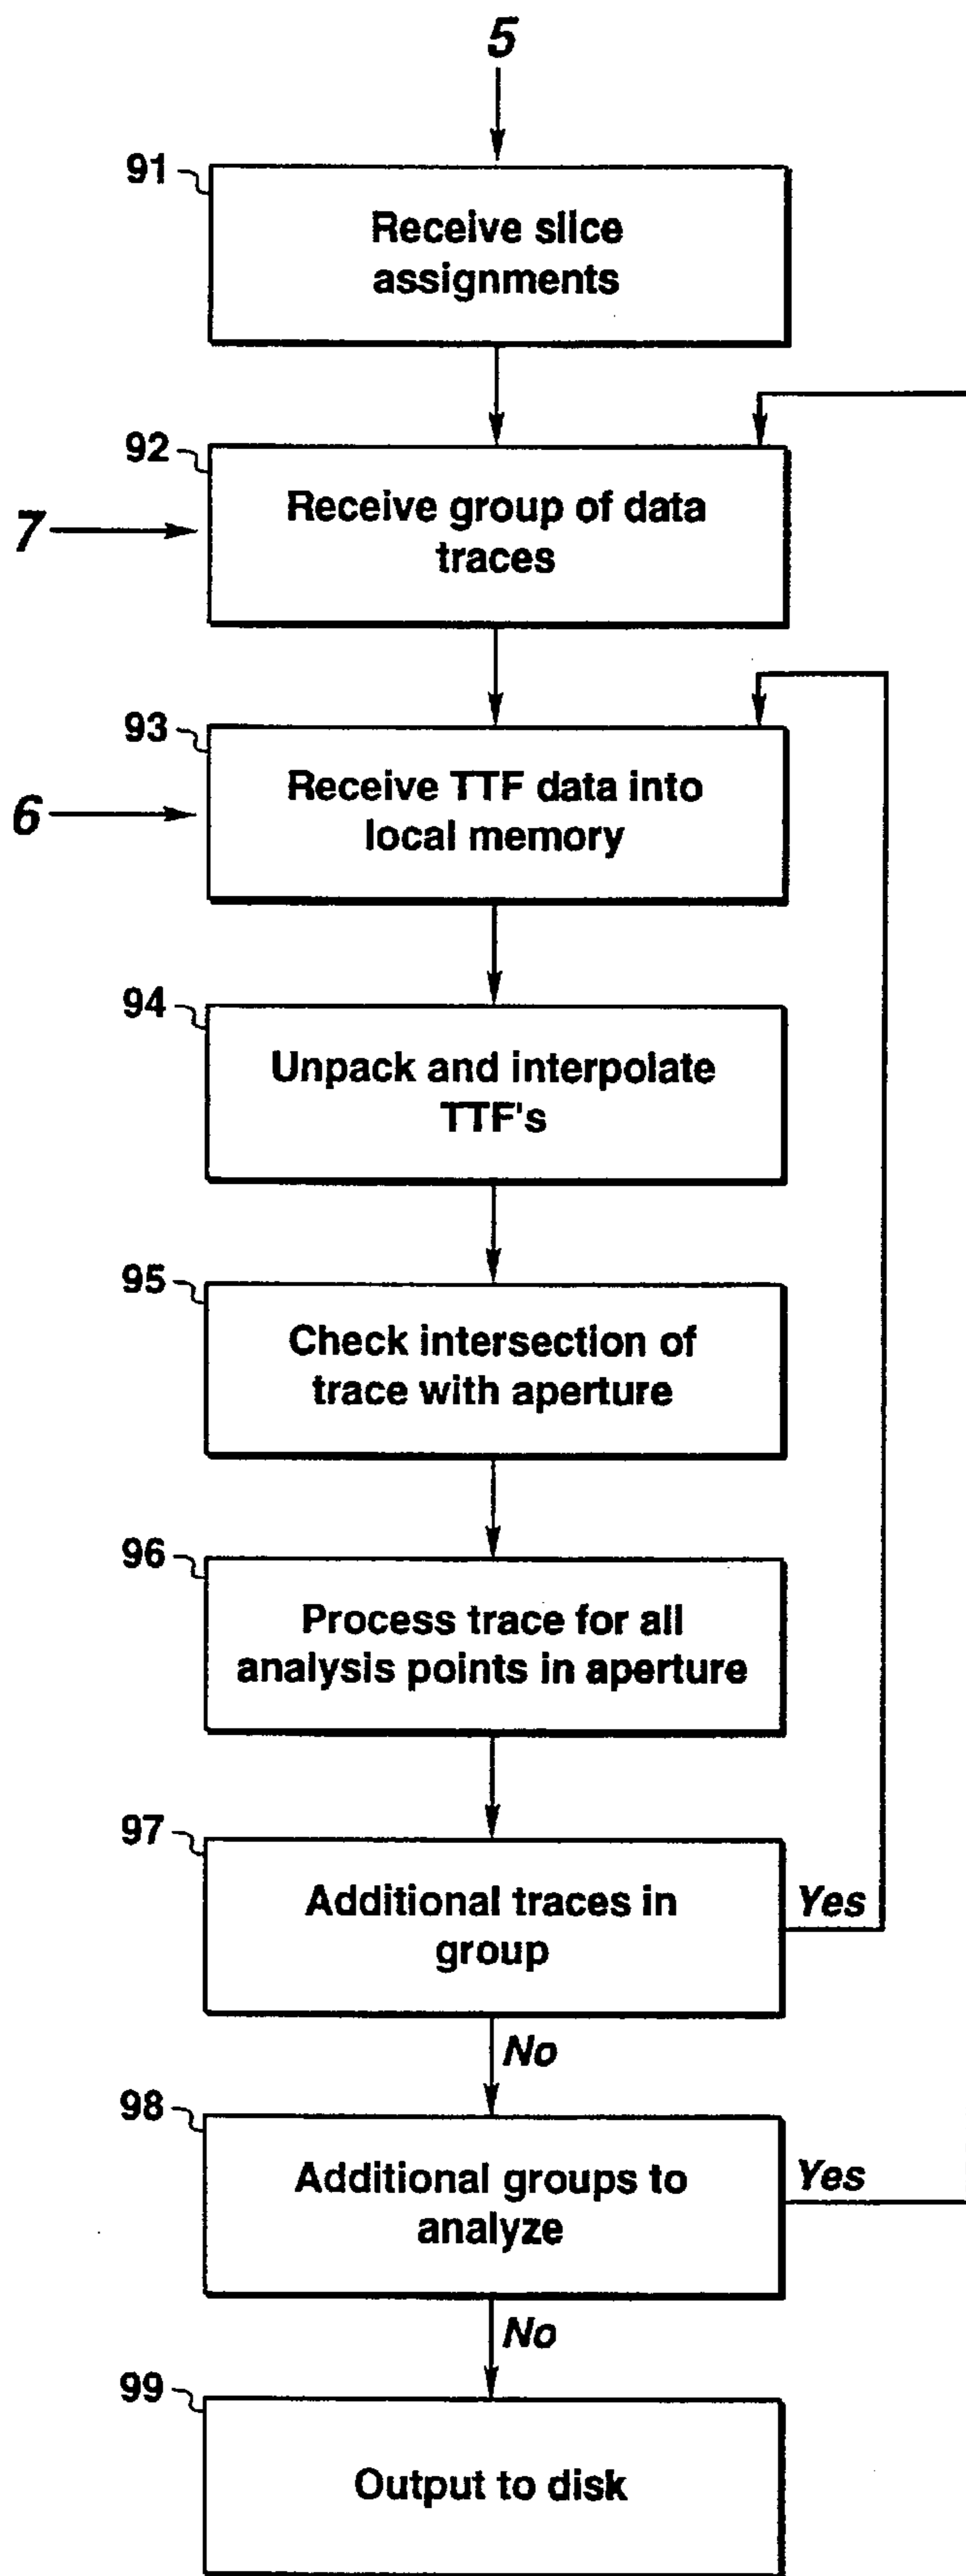 5
91
Receive slice
assignments
92
7
Receive group of data
traces
93
6
Receive TTF data into
local memory
94
Unpack and interpolate
TTF's
95
Check intersection of
trace with aperture
96
Process trace for all
analysis points in aperture
97
Additional traces in
group
Yes
No
98
Additional groups to
analyze
Yes
No
99
Output to disk